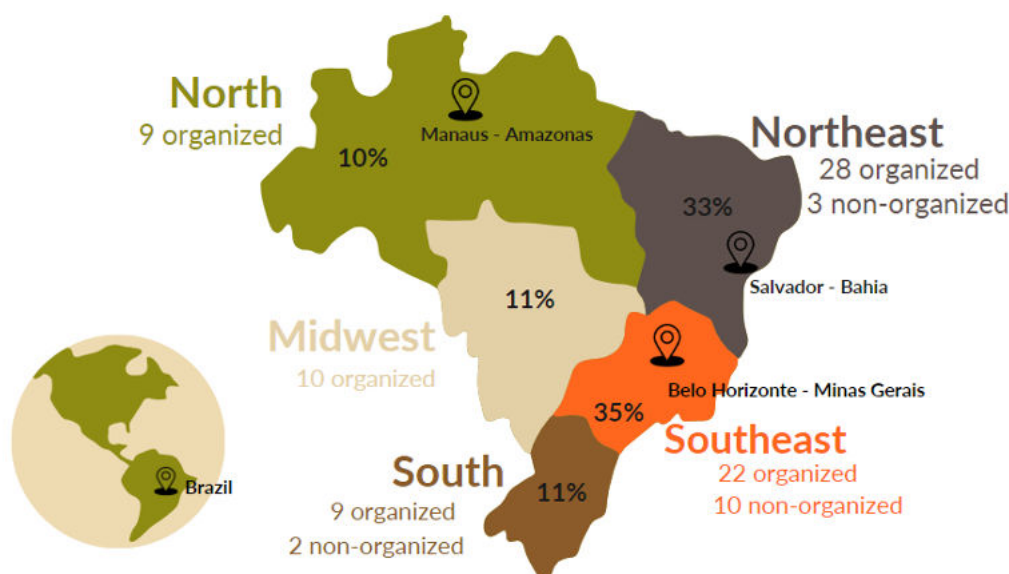 North
9 organized
10%
Manaus - Amazonas
Northeast
28 organized
3 non-organized
33%
Salvador - Bahia
Midwest
10 organized
11%
Belo Horizonte - Minas Gerais
35%
Southeast
22 organized
10 non-organized
South
9 organized
2 non-organized
11%
Brazil